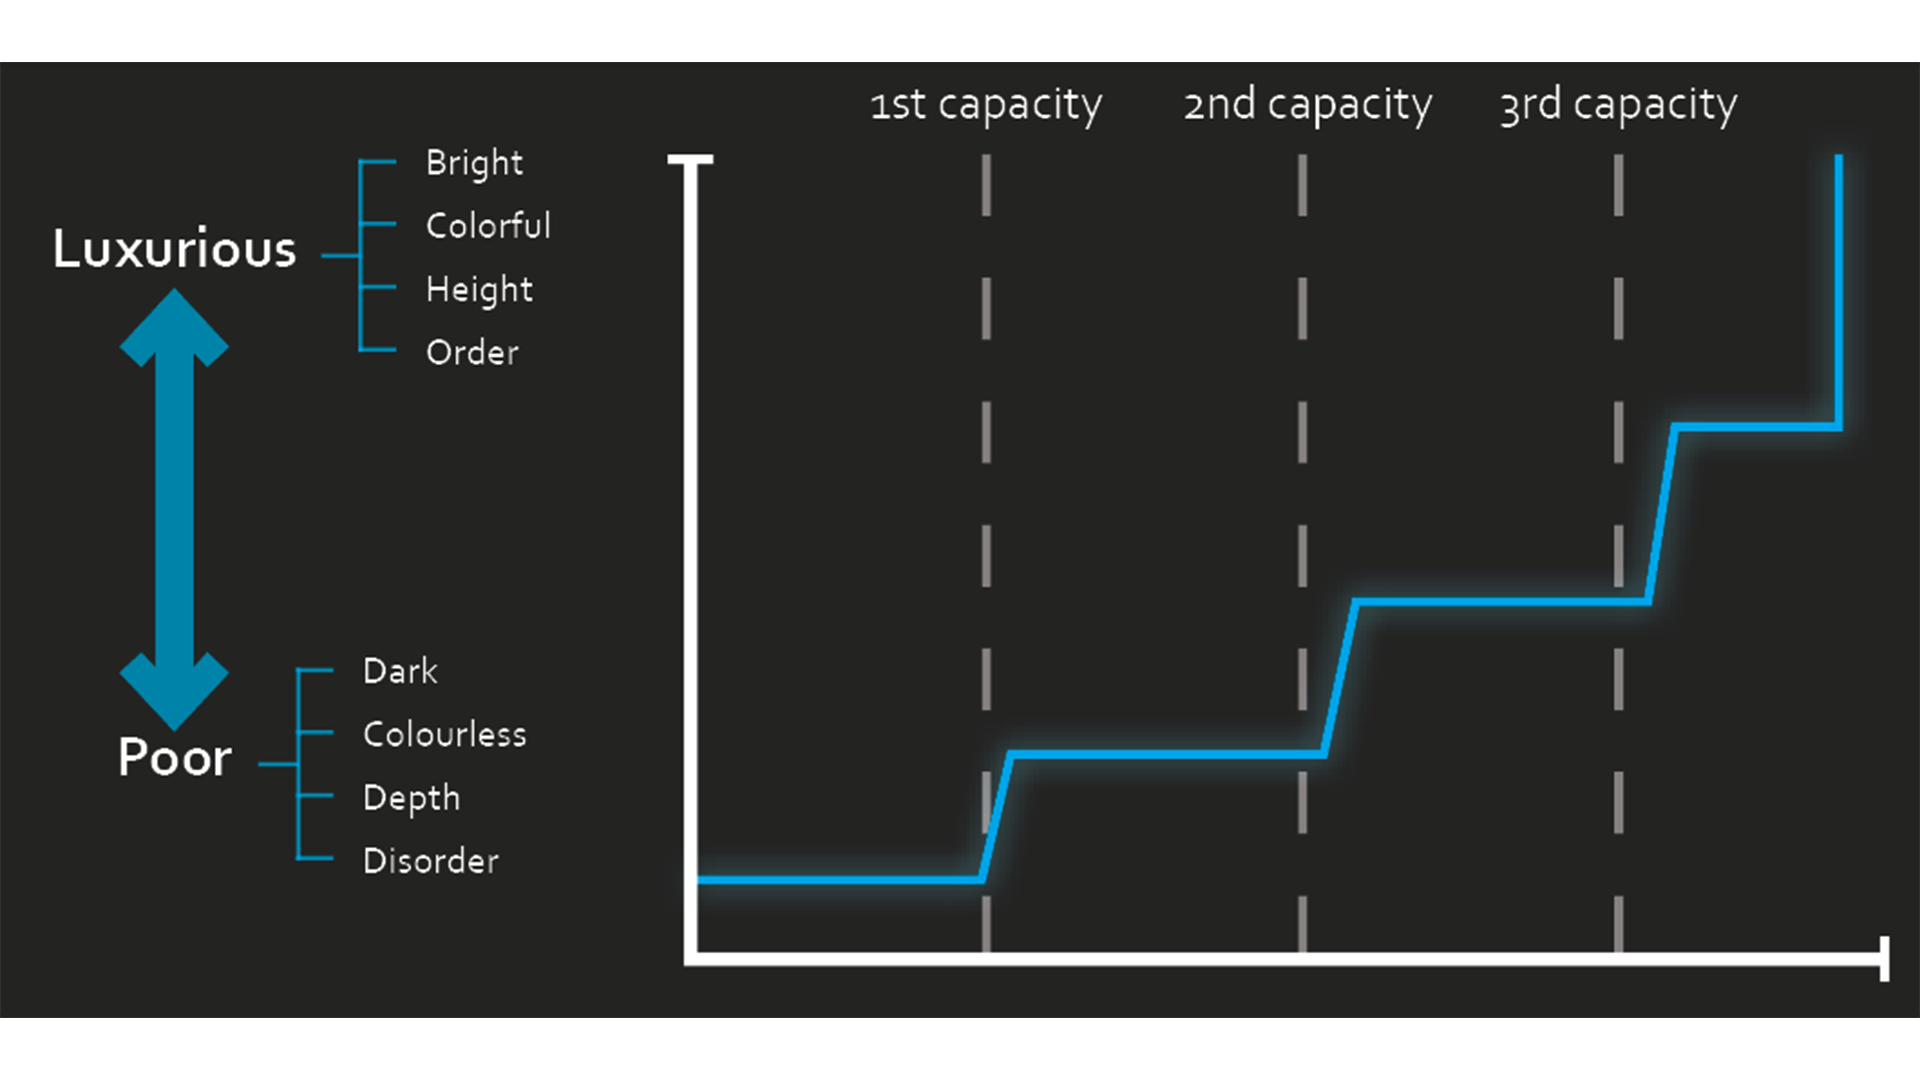 1st capacity
2nd capacity
3rd capacity
Luxurious
Bright
Colorful
Height
Order
Poor
Dark
Colourless
Depth
Disorder